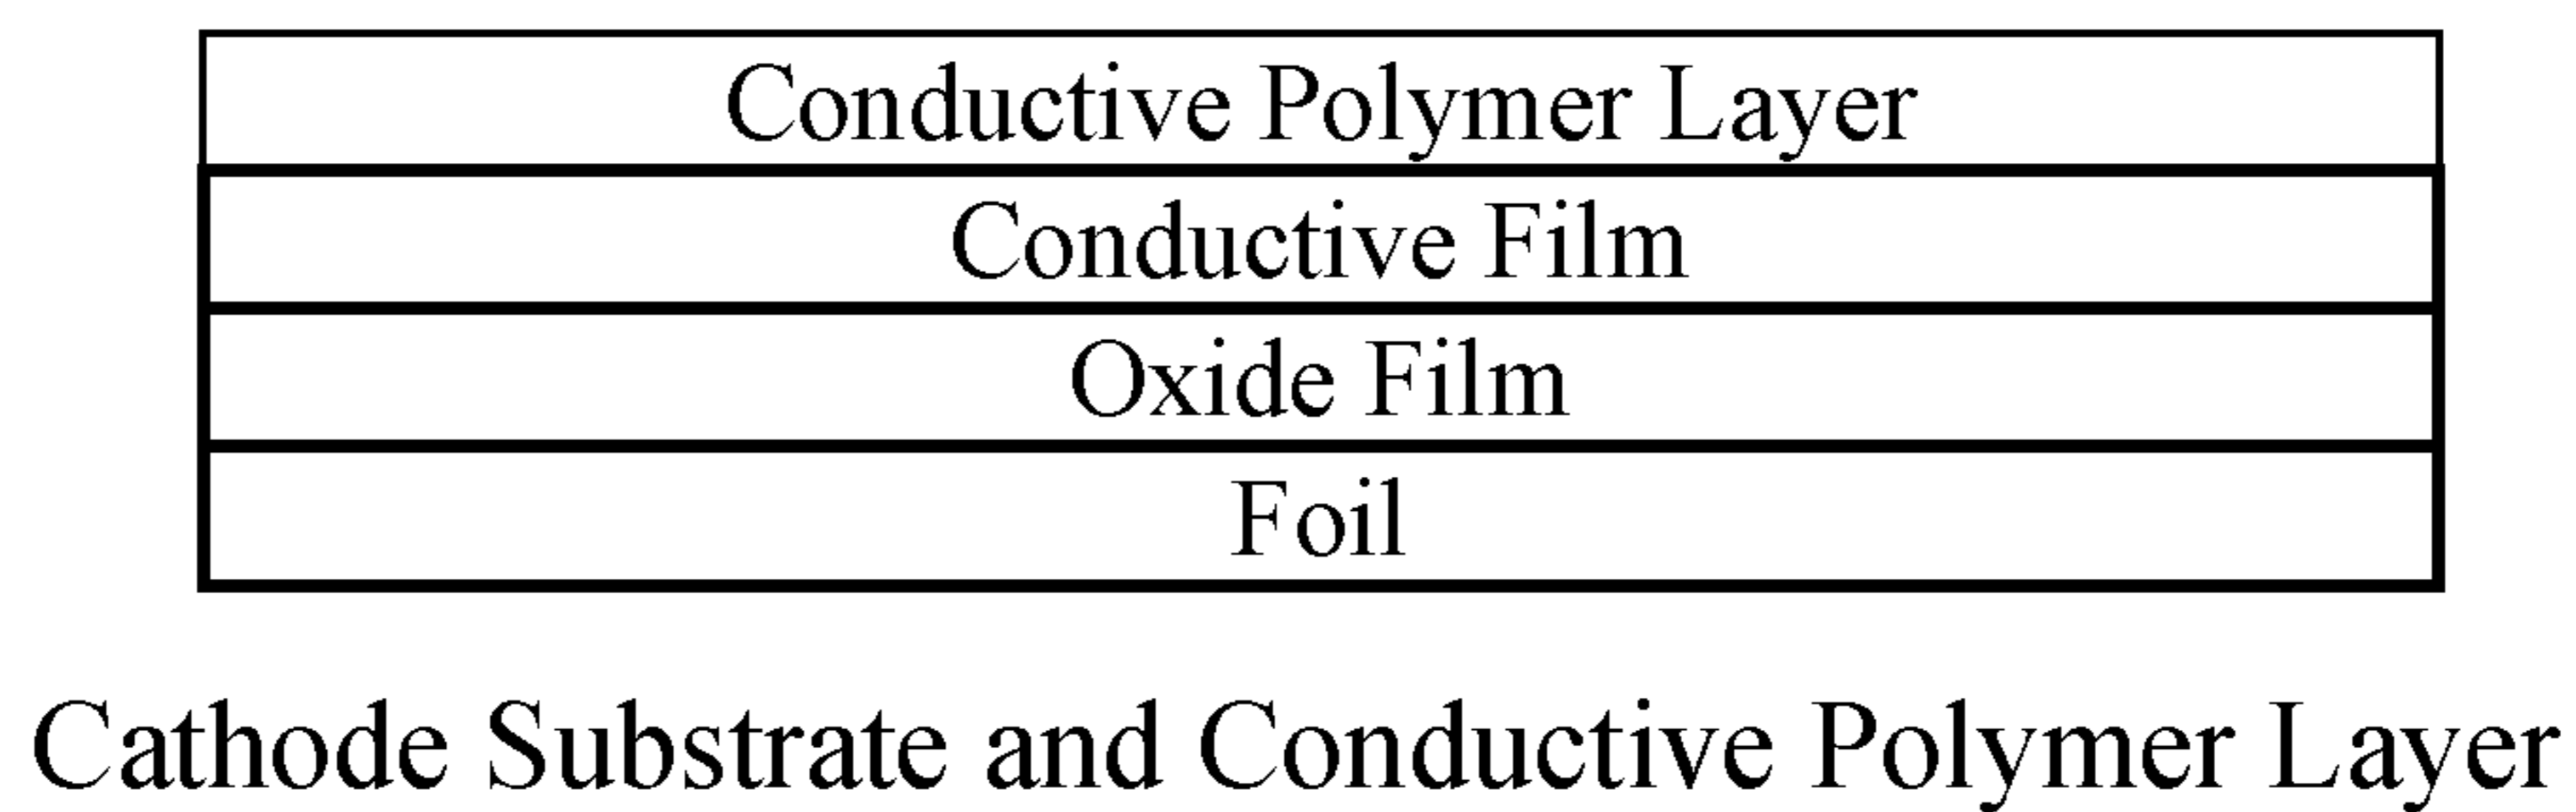 Conductive Polymer Layer
Conductive Film
Oxide Film
Foil
Cathode Substrate and Conductive Polymer Layer